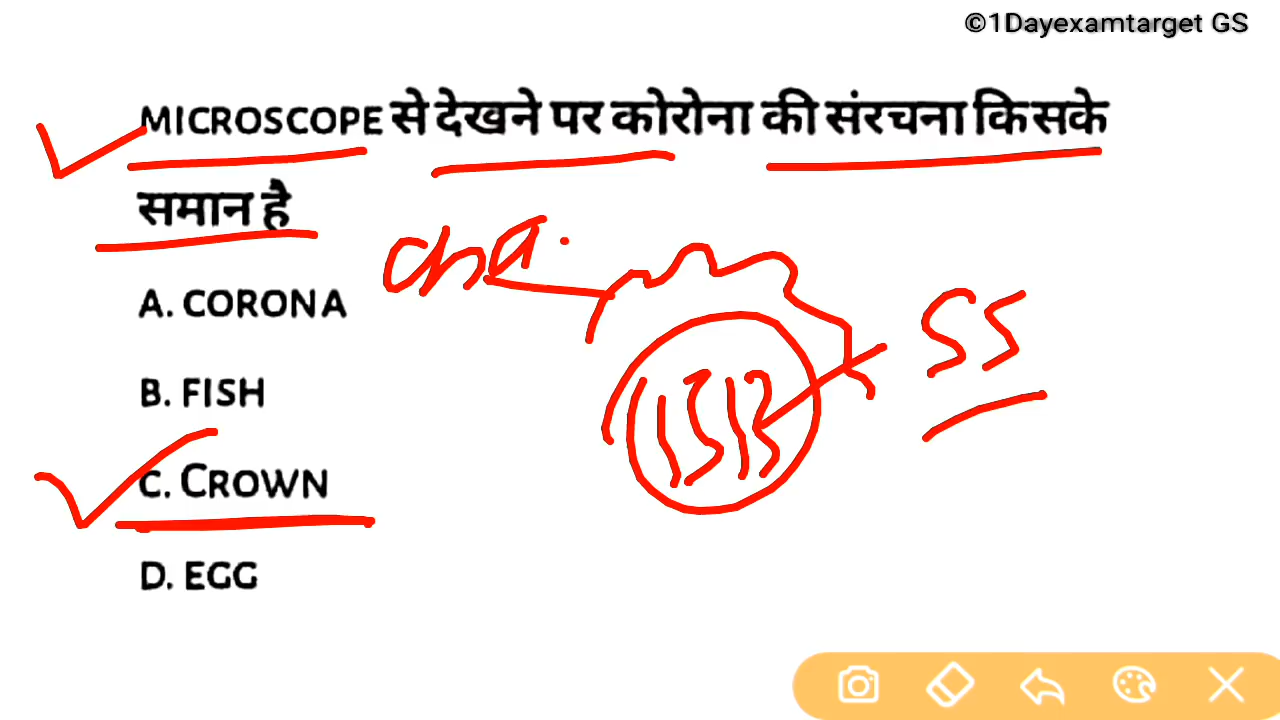 ©1Dayexamtarget GS
MICROSCOPE से देखने पर कोरोना की संरचना किसके
समान है
A. CORONA
B. FISH
C. CROWN
D. EGG